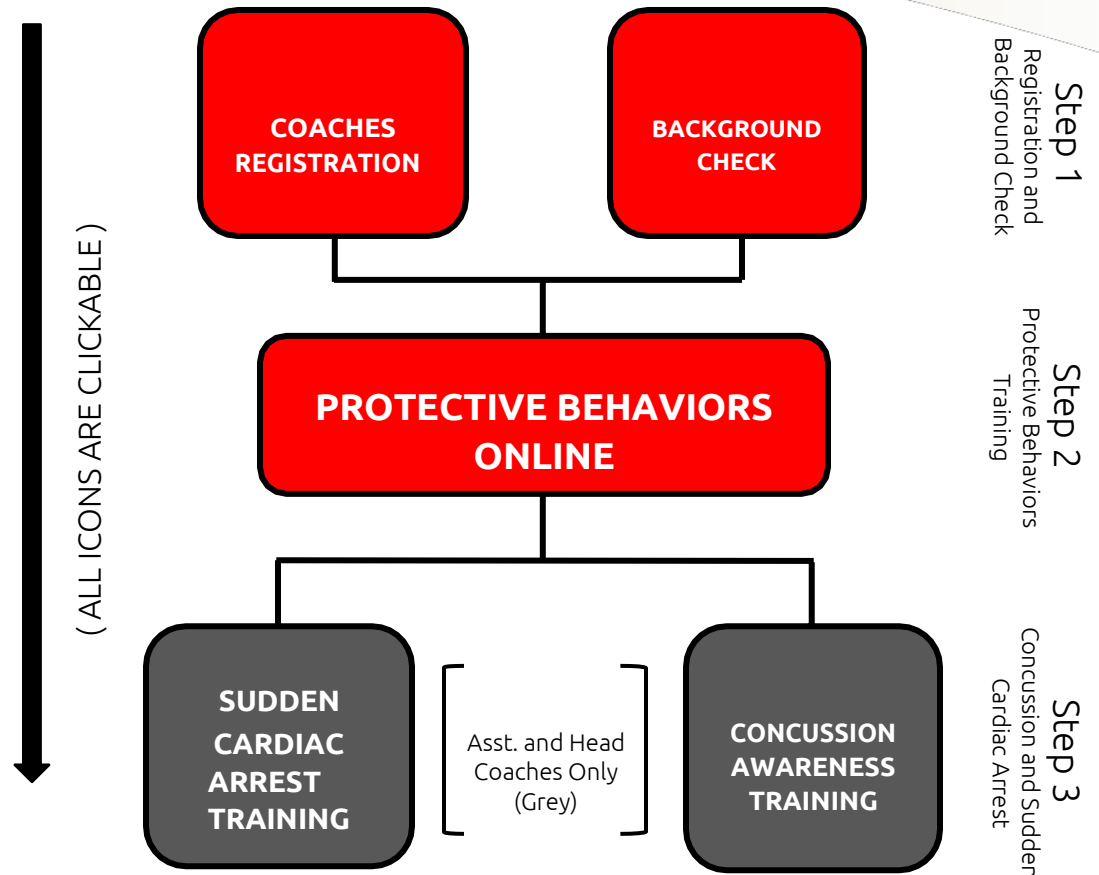 COACHES
REGISTRATION
BACKGROUND
CHECK
Step 1
Registration and
Background Check
( ALL ICONS ARE CLICKABLE )
PROTECTIVE BEHAVIORS
ONLINE
Step 2
Protective Behaviors
Training
SUDDEN
CARDIAC
ARREST
TRAINING
Asst. and Head
Coaches Only
(Grey)
CONCUSSION
AWARENESS
TRAINING
Step 3
Concussion and Sudden
Cardiac Arrest